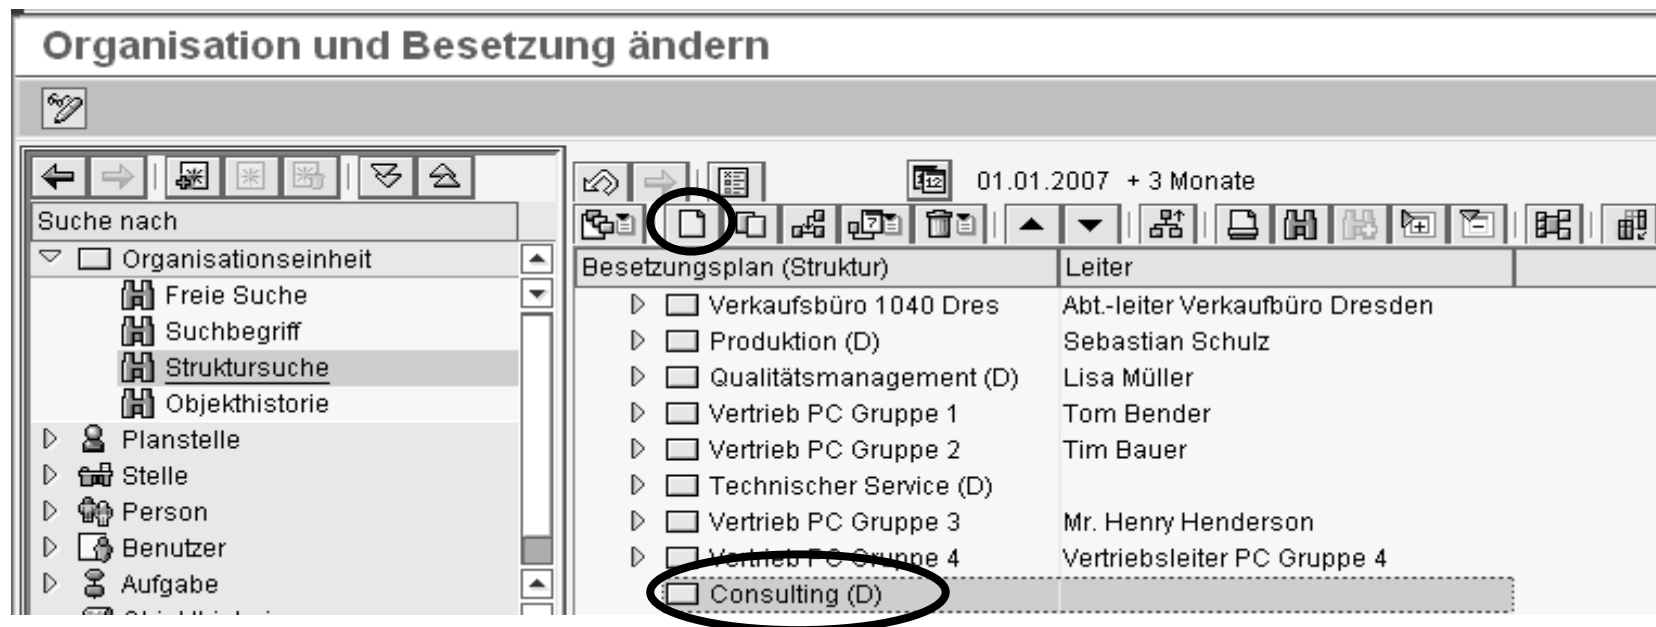 Organisation und Besetzung ändern
01.01.2007 + 3 Monate
Suche nach
Organisationseinheit
Freie Suche
Suchbegriff
Struktursuche
Objekthistorie
Planstelle
Stelle
Person
Benutzer
Aufgabe
Besetzungsplan (Struktur) Leiter
Verkaufsbüro 1040 Dres Abt.-leiter Verkaufbüro Dresden
Produktion (D) Sebastian Schulz
Qualitätsmanagement (D) Lisa Müller
Vertrieb PC Gruppe 1 Tom Bender
Vertrieb PC Gruppe 2 Tim Bauer
Technischer Service (D)
Vertrieb PC Gruppe 3 Mr. Henry Henderson
Vertrieb PC Gruppe 4 Vertriebsleiter PC Gruppe 4
Consulting (D)